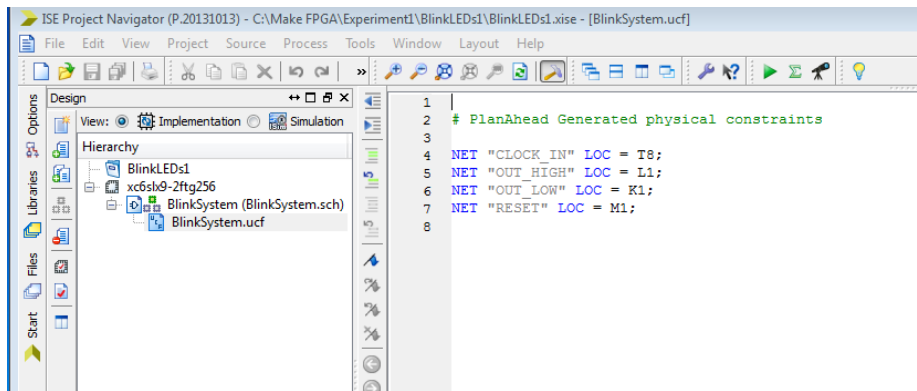 ISE Project Navigator (P.20131013) - C:\Make FPGA\Experiment1\BlinkLEDs1\BlinkLEDs1.xise - [BlinkSystem.ucf]
File Edit View Project Source Process Tools Window Layout Help
Design
View: Implementation Simulation
Hierarchy
BlinkLEDs1
xc6slx9-2ftg256
BlinkSystem (BlinkSystem.sch)
BlinkSystem.ucf
Options
Libraries
Files
Start
1
2 # PlanAhead Generated physical constraints
3
4 NET "CLOCK_IN" LOC = T8;
5 NET "OUT_HIGH" LOC = L1;
6 NET "OUT_LOW" LOC = K1;
7 NET "RESET" LOC = M1;
8